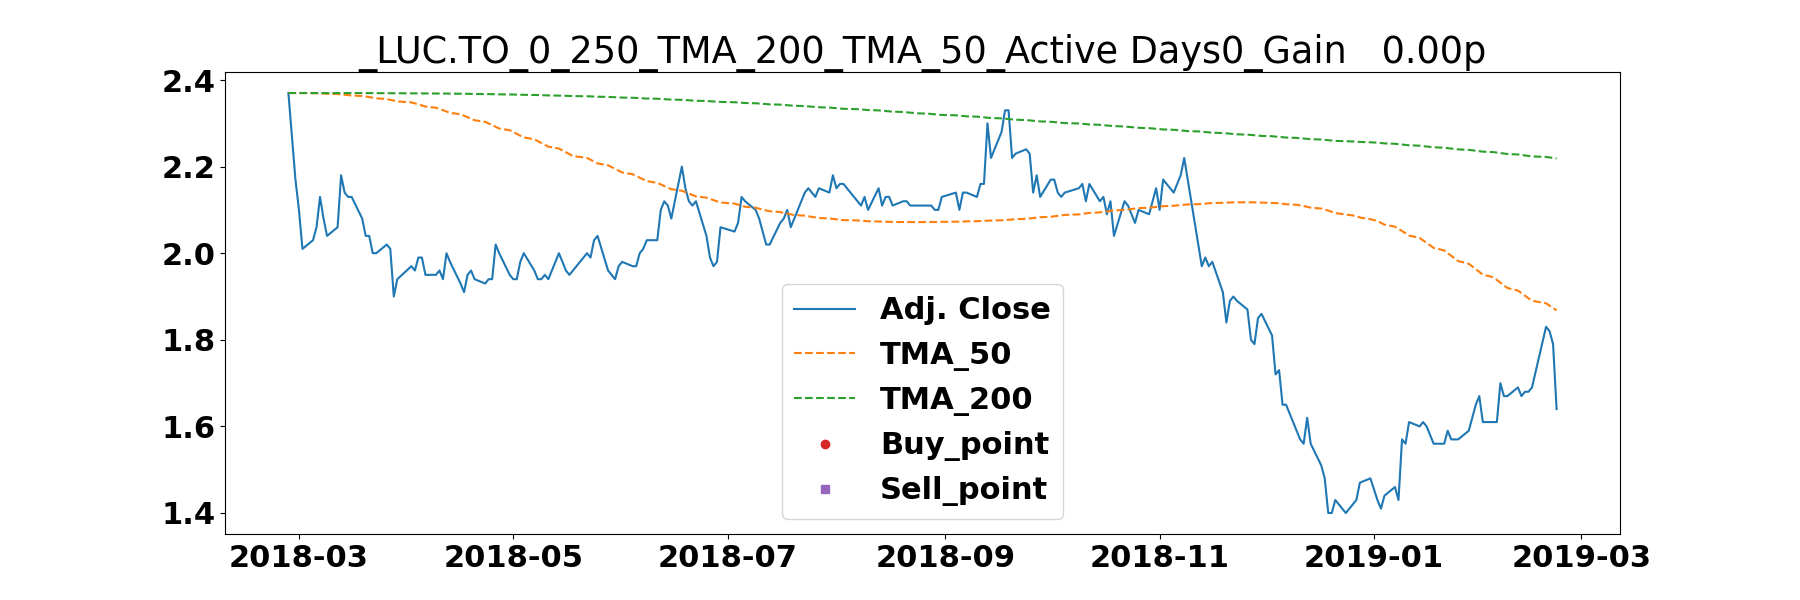 _LUC.TO_0_250_TMA_200_TMA_50_Active Days0_Gain   0.00p
2.4
2.2
2.0
1.8
1.6
1.4
Adj. Close
TMA_50
TMA_200
Buy_point
Sell_point
2018-03 2018-05 2018-07 2018-09 2018-11 2019-01 2019-03